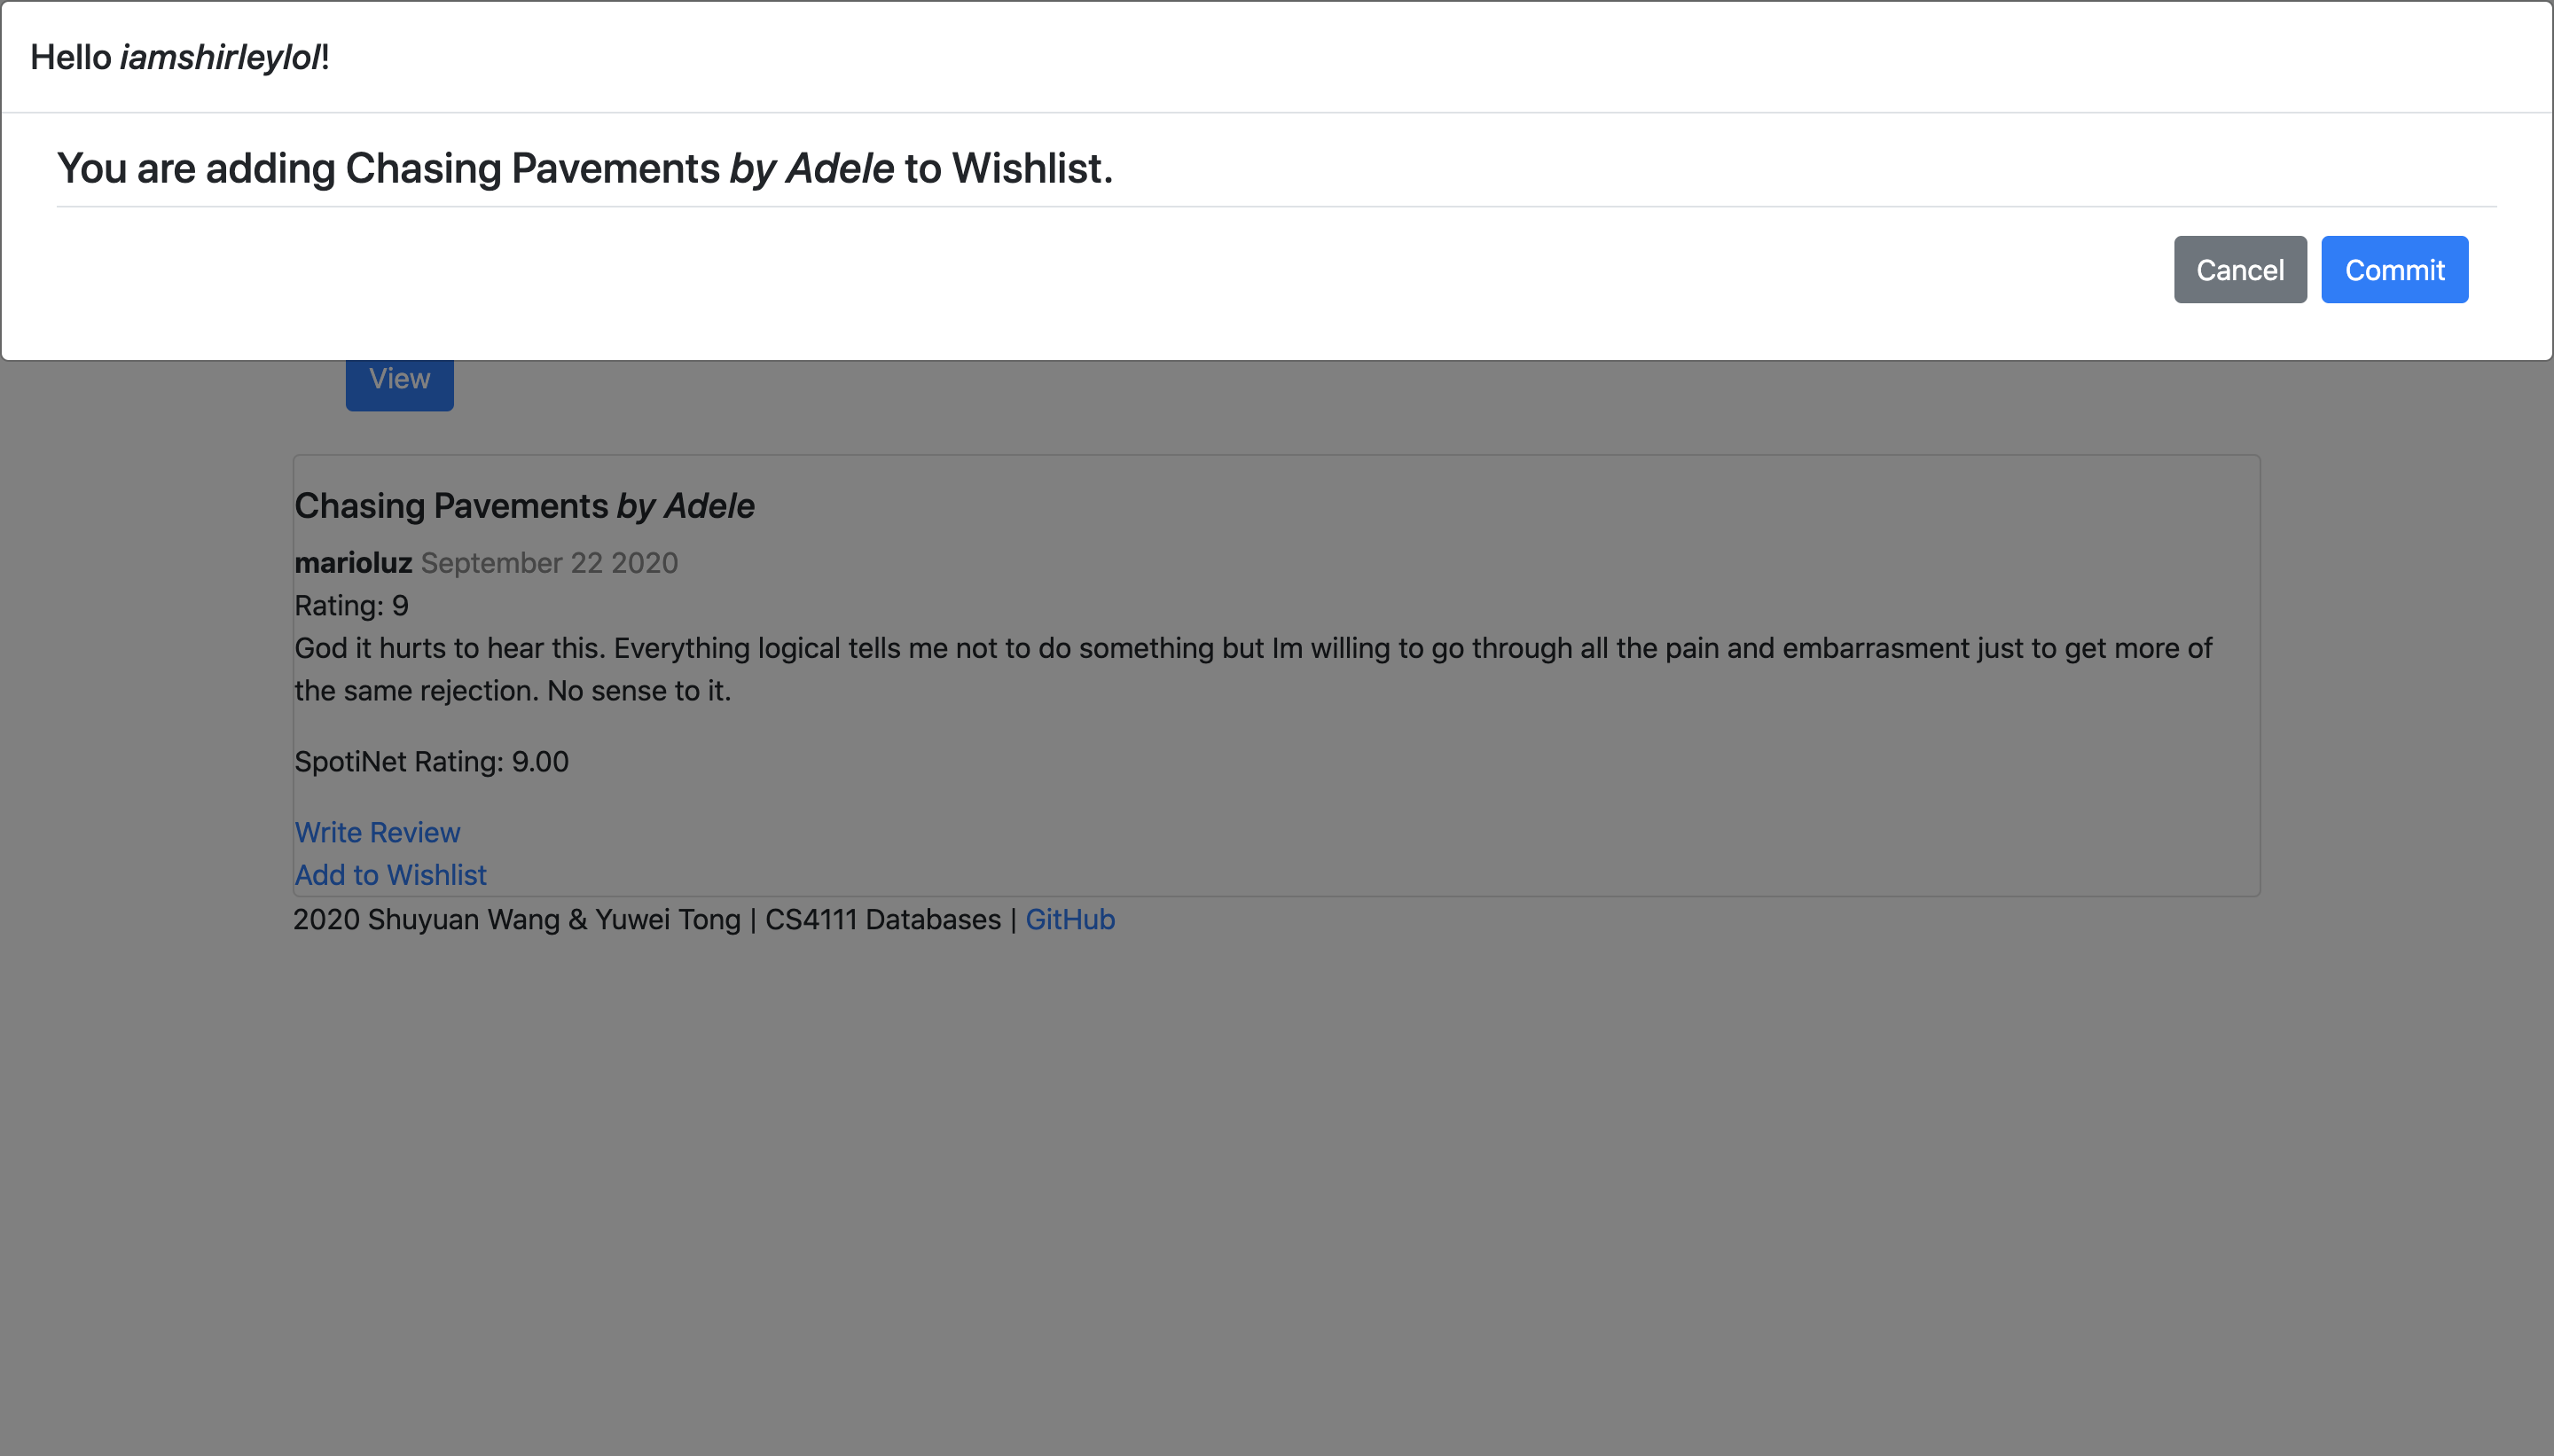 Hello iamshirleylol!
You are adding Chasing Pavements by Adele to Wishlist.
Cancel Commit
View
Chasing Pavements by Adele
marioluz September 22 2020
Rating: 9
God it hurts to hear this. Everything logical tells me not to do something but Im willing to go through all the pain and embarrasment just to get more of
the same rejection. No sense to it.
SpotiNet Rating: 9.00
Write Review
Add to Wishlist
2020 Shuyuan Wang & Yuwei Tong | CS4111 Databases | GitHub